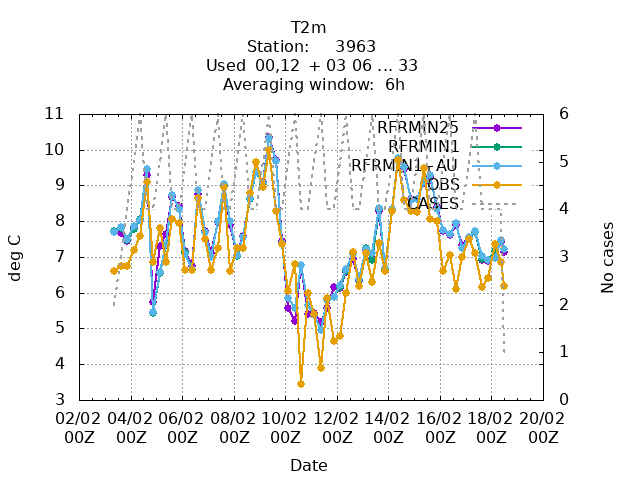 T2m
Station: 3963
Used 00,12 + 03 06 ... 33
Averaging window: 6h
RFRMIN25
RFRMIN1
RFRMIN1+AU
OBS
CASES
deg C
No cases
11
10
9
8
7
6
5
4
3
6
5
4
3
2
1
0
02/02 04/02 06/02 08/02 10/02 12/02 14/02 16/02 18/02 20/02
00Z 00Z 00Z 00Z 00Z 00Z 00Z 00Z 00Z 00Z
Date